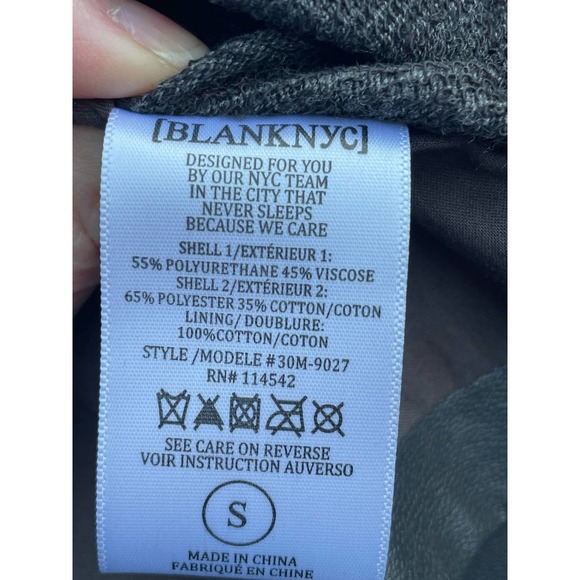 [BLANKNYC]
DESIGNED FOR YOU
BY OUR NYC TEAM
IN THE CITY THAT
NEVER SLEEPS
BECAUSE WE CARE
SHELL 1/EXTÉRIEUR 1:
55% POLYURETHANE 45% VISCOSE
SHELL 2/EXTÉRIEUR 2:
65% POLYESTER 35% COTTON/COTON
LINING/ DOUBLURE:
100%COTTON/COTON
STYLE /MODELE #30M-9027
RN# 114542
SEE CARE ON REVERSE
VOIR INSTRUCTION AUVERSO
S
MADE IN CHINA
FABRIQUÉ EN CHINE